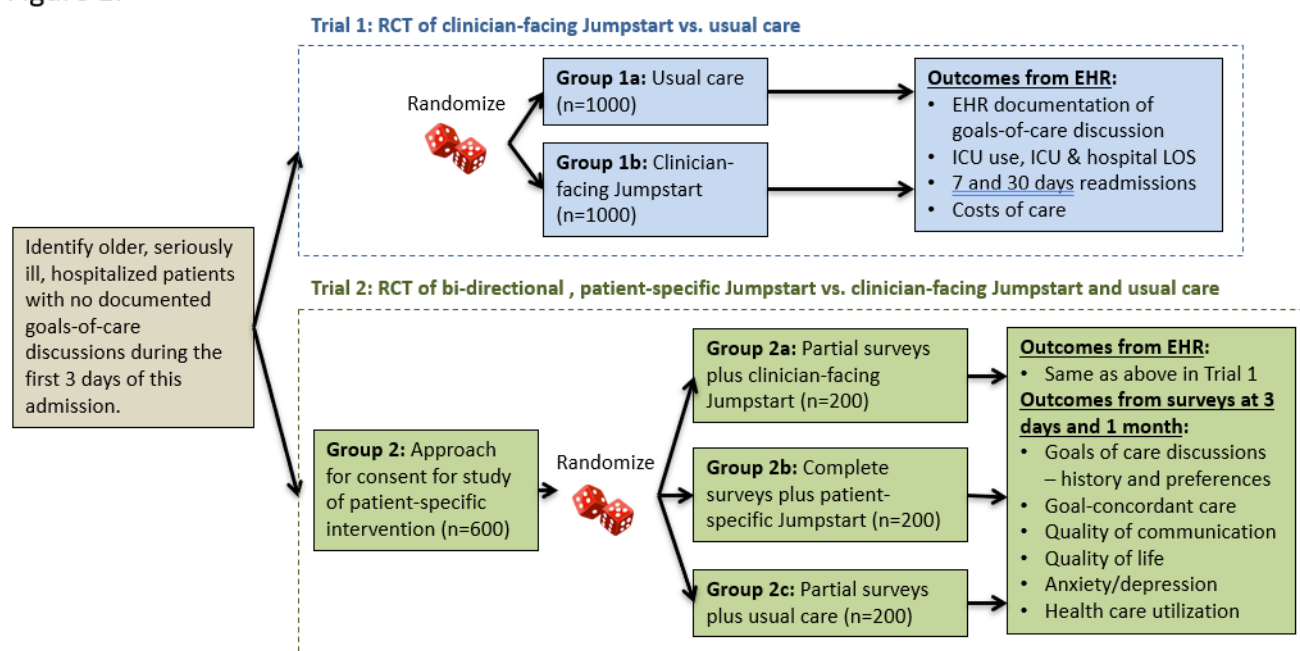 Trial 1: RCT of clinician-facing Jumpstart vs. usual care
Randomize
Group 1a: Usual care
(n=1000)
Group 1b: Clinician-
facing Jumpstart
(n=1000)
Outcomes from EHR:
• EHR documentation of
goals-of-care discussion
• ICU use, ICU & hospital LOS
• 7 and 30 days readmissions
• Costs of care
Identify older, seriously
ill, hospitalized patients
with no documented
goals-of-care
discussions during the
first 3 days of this
admission.
Trial 2: RCT of bi-directional , patient-specific Jumpstart vs. clinician-facing Jumpstart and usual care
Group 2: Approach
for consent for study
of patient-specific
intervention (n=600)
Randomize
Group 2a: Partial surveys
plus clinician-facing
Jumpstart (n=200)
Group 2b: Complete
surveys plus patient-
specific Jumpstart (n=200)
Group 2c: Partial surveys
plus usual care (n=200)
Outcomes from EHR:
• Same as above in Trial 1
Outcomes from surveys at 3
days and 1 month:
• Goals of care discussions
– history and preferences
• Goal-concordant care
• Quality of communication
• Quality of life
• Anxiety/depression
• Health care utilization